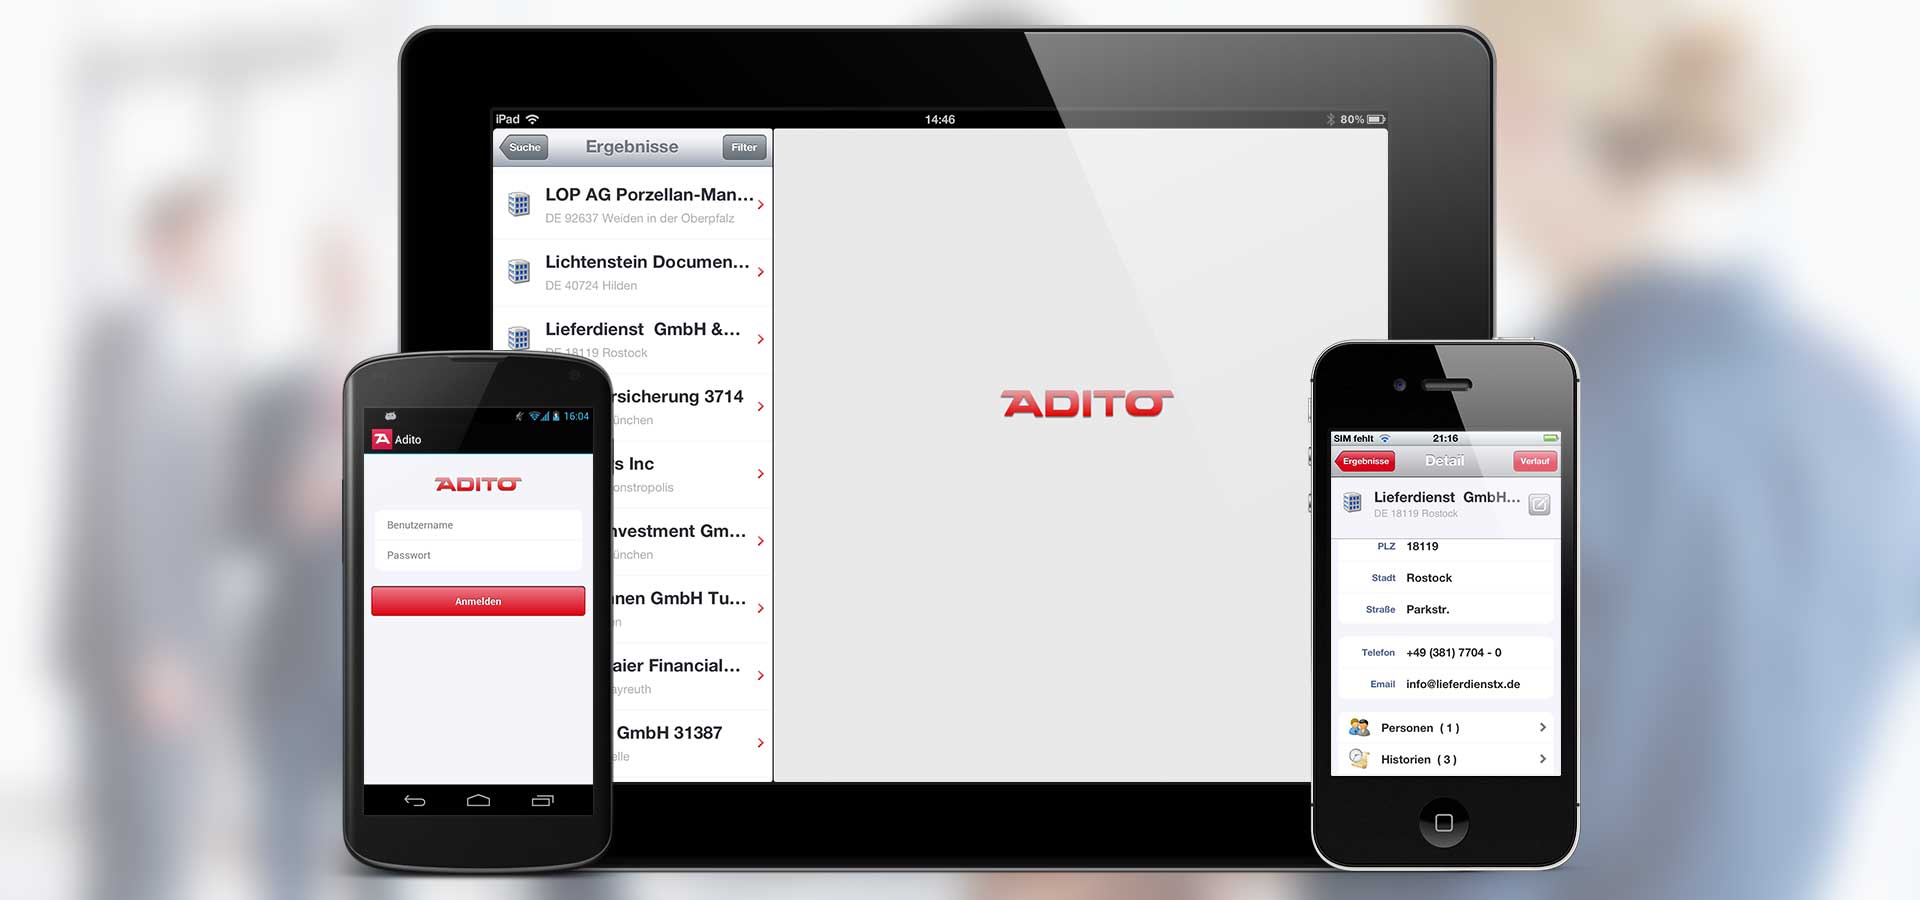 iPad
14:46
80%
Suche
Ergebnisse
Filter
LOP AG Porzellan-Man...
DE 92637 Weiden in der Oberpfalz
Lichtenstein Documen...
DE 40724 Hilden
Lieferdienst GmbH &...
DE 18119 Rostock
rsicherung 3714
ünchen
s Inc
onstropolis
nvestment Gm...
ünchen
nen GmbH Tu...
en
aier Financial...
ayreuth
GmbH 31387
elle
ADITO
16:04
Adito
ADITO
Benutzername
Passwort
Anmelden
SIM fehlt
21:16
Ergebnisse
Detail
Verlauf
Lieferdienst GmbH...
DE 18119 Rostock
PLZ 18119
Stadt Rostock
Straße Parkstr.
Telefon +49 (381) 7704 - 0
Email info@lieferdienstx.de
Personen ( 1 )
Historien ( 3 )